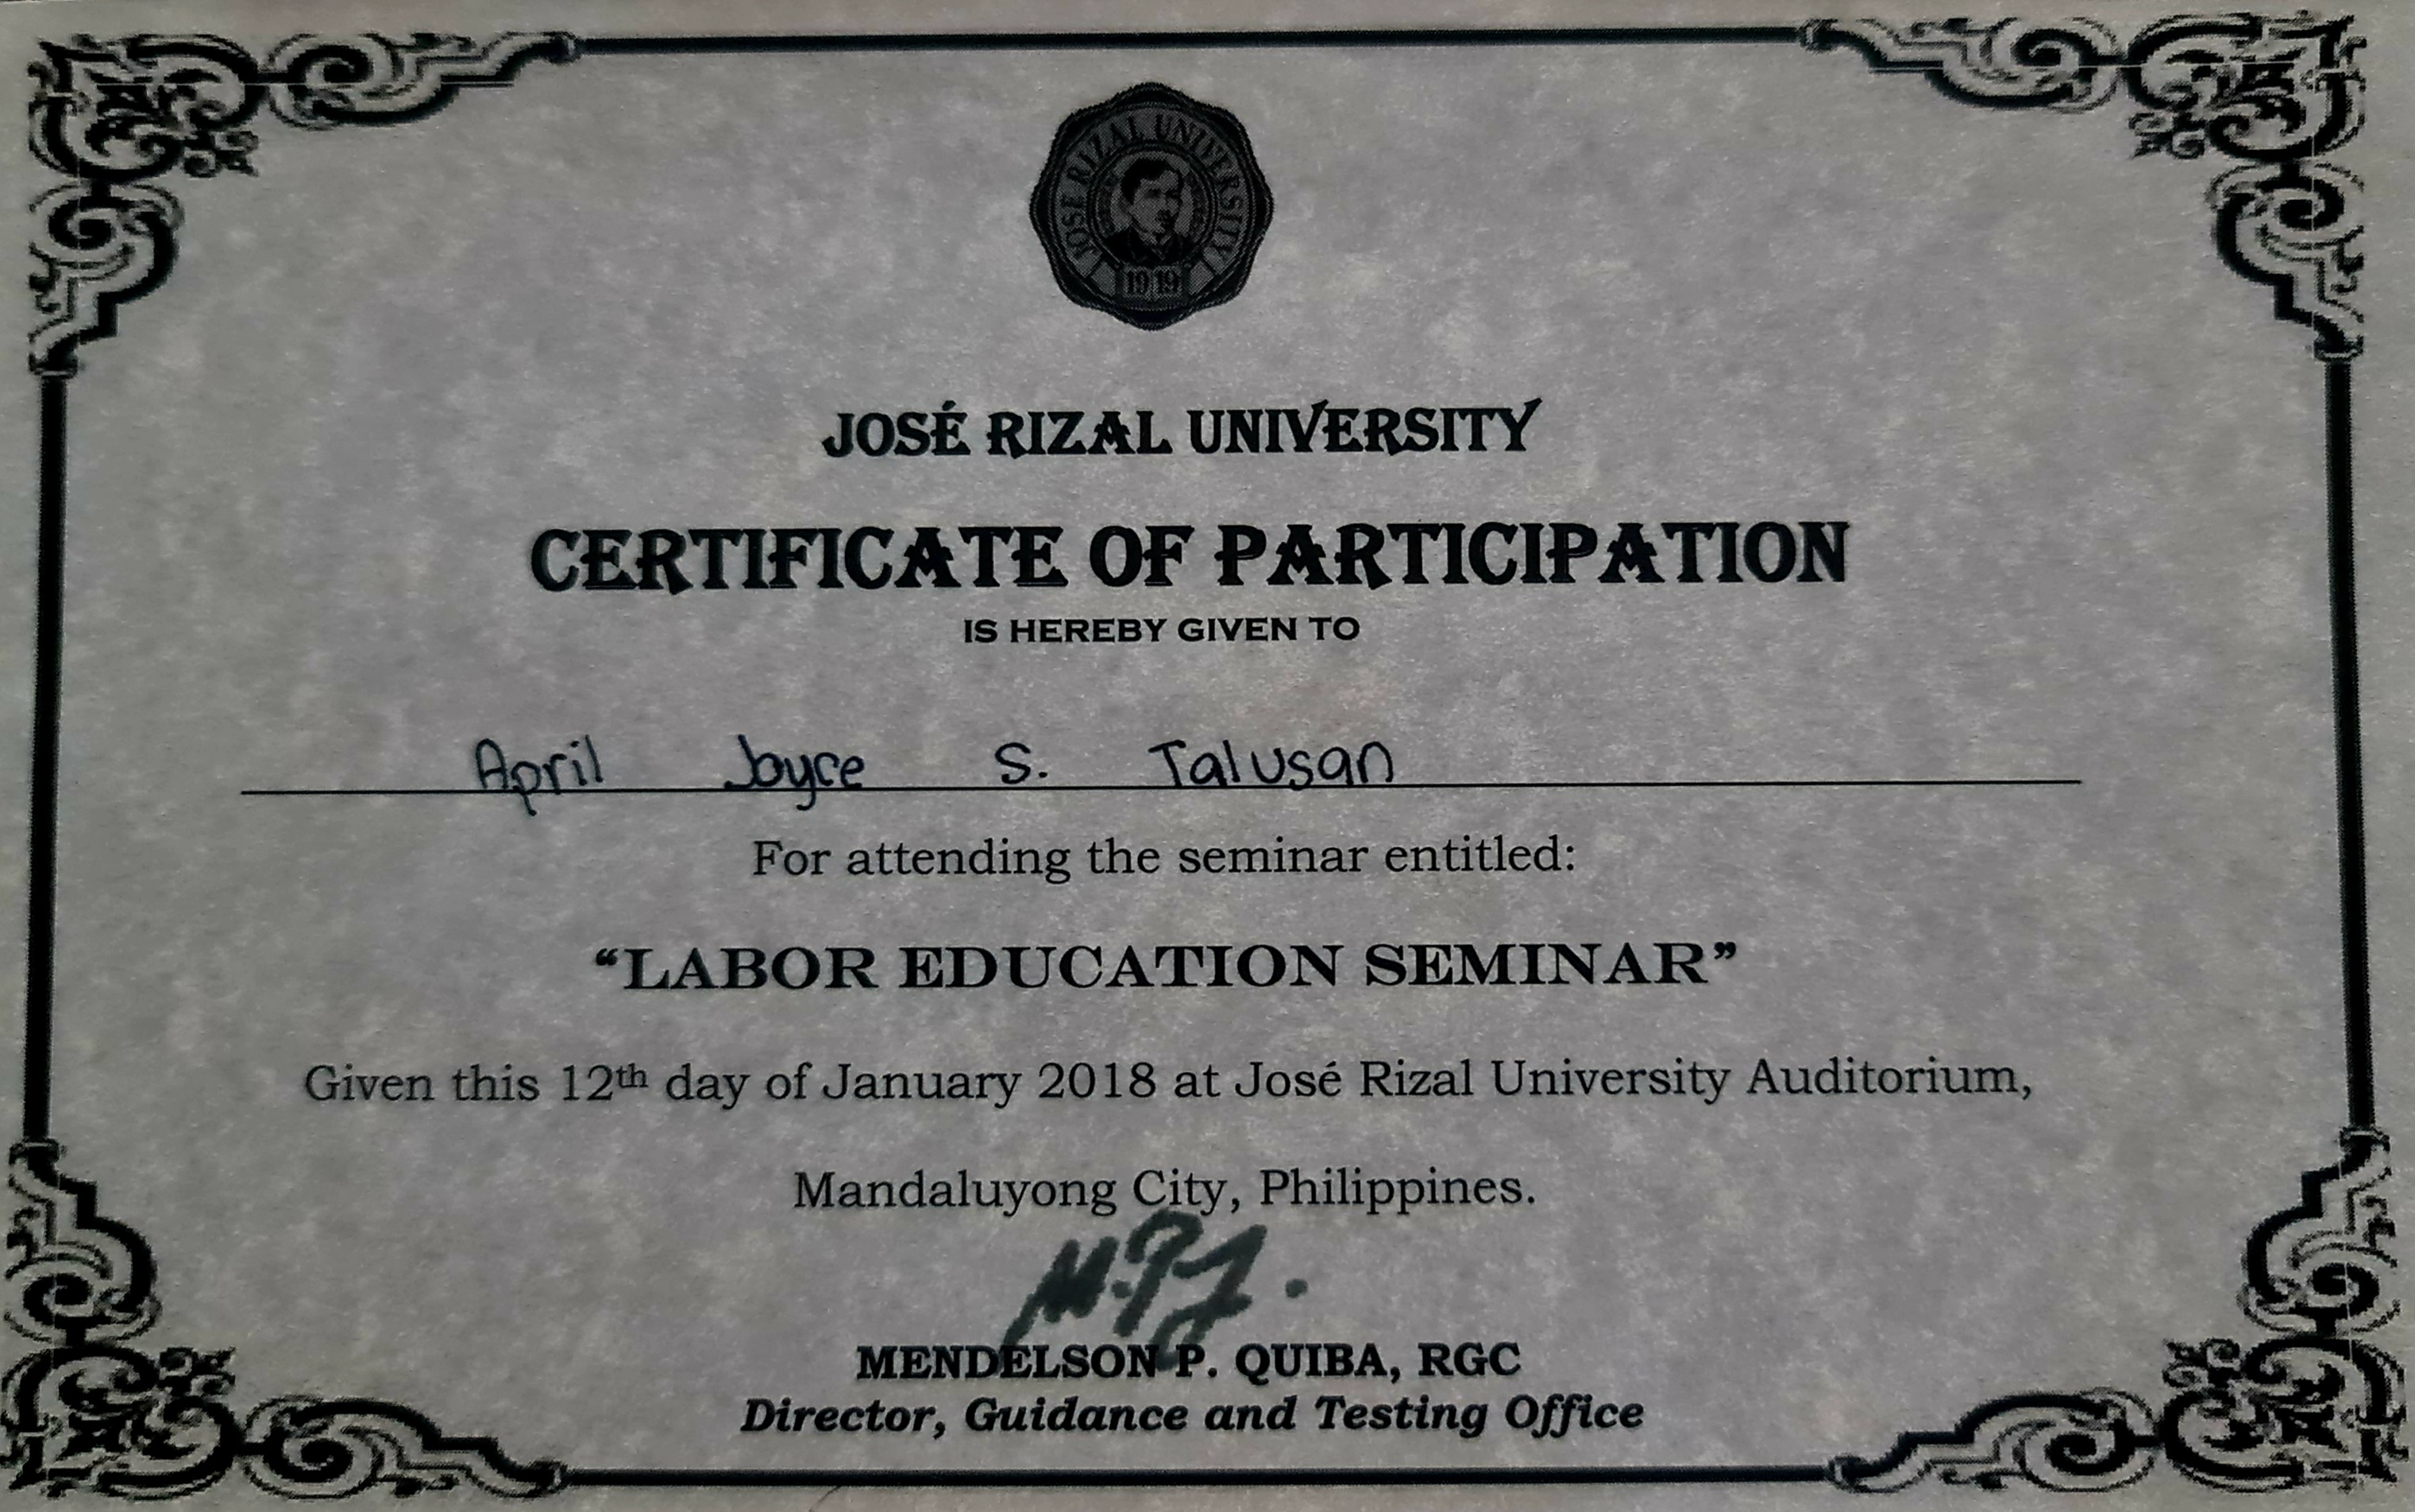 JOSE RIZAL UNIVERSITY
1919
JOSÉ RIZAL UNIVERSITY
CERTIFICATE OF PARTICIPATION
IS HEREBY GIVEN TO
April Joyce S. Talusan
For attending the seminar entitled:
“LABOR EDUCATION SEMINAR”
Given this 12th day of January 2018 at José Rizal University Auditorium,
Mandaluyong City, Philippines.
MENDELSON P. QUIBA, RGC
Director, Guidance and Testing Office